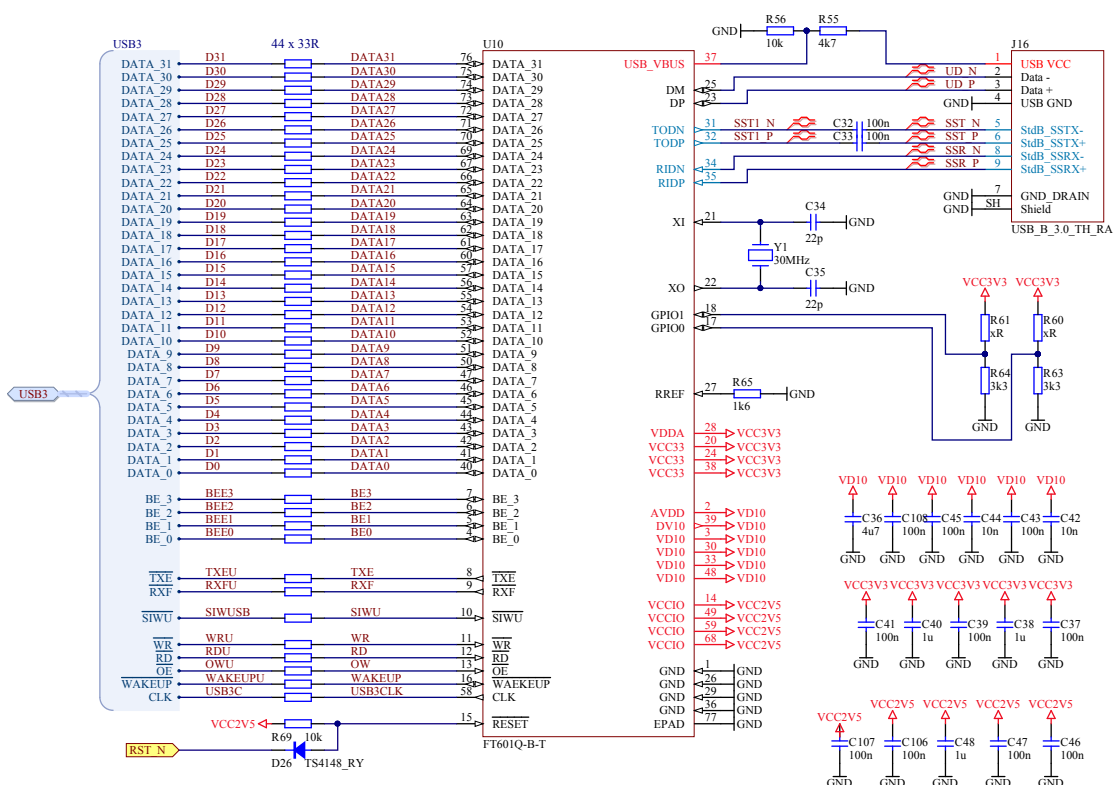 USB3
44 x 33R
U10
R56
R55
GND
10k
4k7
J16
DATA_31 D31 DATA31 76 DATA_31
DATA_30 D30 DATA30 75 DATA_30
DATA_29 D29 DATA29 74 DATA_29
DATA_28 D28 DATA28 73 DATA_28
DATA_27 D27 DATA27 72 DATA_27
DATA_26 D26 DATA26 71 DATA_26
DATA_25 D25 DATA25 70 DATA_25
DATA_24 D24 DATA24 69 DATA_24
DATA_23 D23 DATA23 67 DATA_23
DATA_22 D22 DATA22 66 DATA_22
DATA_21 D21 DATA21 65 DATA_21
DATA_20 D20 DATA20 64 DATA_20
DATA_19 D19 DATA19 63 DATA_19
DATA_18 D18 DATA18 62 DATA_18
DATA_17 D17 DATA17 61 DATA_17
DATA_16 D16 DATA16 60 DATA_16
DATA_15 D15 DATA15 57 DATA_15
DATA_14 D14 DATA14 56 DATA_14
DATA_13 D13 DATA13 55 DATA_13
DATA_12 D12 DATA12 54 DATA_12
DATA_11 D11 DATA11 53 DATA_11
DATA_10 D10 DATA10 52 DATA_10
DATA_9 D9 DATA9 51 DATA_9
DATA_8 D8 DATA8 50 DATA_8
DATA_7 D7 DATA7 47 DATA_7
DATA_6 D6 DATA6 46 DATA_6
DATA_5 D5 DATA5 45 DATA_5
DATA_4 D4 DATA4 44 DATA_4
DATA_3 D3 DATA3 43 DATA_3
DATA_2 D2 DATA2 42 DATA_2
DATA_1 D1 DATA1 41 DATA_1
DATA_0 D0 DATA0 40 DATA_0
USB3
BE_3 BEE3 BE3 7 BE_3
BE_2 BEE2 BE2 6 BE_2
BE_1 BEE1 BE1 5 BE_1
BE_0 BEE0 BE0 4 BE_0
TXE TXEU TXE 8 TXE
RXF RXFU RXF 9 RXF
SIWU SIWUSB SIWU 10 SIWU
WR WRU WR 11 WR
RD RDU RD 12 RD
OE OWU OW 13 OE
WAKEUP WAKEUPU WAKEUP 16 WAEKEUP
CLK USB3C USB3CLK 58 CLK
VCC2V5 15 RESET
R69 10k
RST_N
D26 TS4148_RY
FT601Q-B-T
USB_VBUS 37
DM 25
DP 23
TODN 31 SST1_N
TODP 32 SST1_P
C32 100n
C33 100n
RIDN 34
RIDP 35
UD_N
UD_P
SST_N
SST_P
SSR_N
SSR_P
1 USB VCC
2 Data -
3 Data +
GND 4 USB GND
5 StdB_SSTX-
6 StdB_SSTX+
8 StdB_SSRX-
9 StdB_SSRX+
GND 7 GND_DRAIN
GND SH Shield
USB_B_3.0_TH_RA
XI 21
C34
GND
22p
Y1
30MHz
XO 22
C35
GND
22p
GPIO1 18
GPIO0 17
VCC3V3 VCC3V3
R61 R60
xR xR
R64 R63
3k3 3k3
GND GND
RREF 27
R65
GND
1k6
VDDA 28 VCC3V3
VCC33 20
VCC33 24 VCC3V3
VCC33 38 VCC3V3
AVDD 2 VD10
DV10 39 VD10
VD10 3 VD10
VD10 30 VD10
VD10 33 VD10
VD10 48 VD10
VCCIO 14 VCC2V5
VCCIO 49 VCC2V5
VCCIO 59 VCC2V5
VCCIO 68 VCC2V5
GND 1 GND
GND 26 GND
GND 29 GND
GND 36 GND
EPAD 77 GND
VD10 VD10 VD10 VD10 VD10 VD10
C36 C108 C45 C44 C43 C42
4u7 100n 100n 10n 100n 10n
GND GND GND GND GND GND
VCC3V3 VCC3V3 VCC3V3 VCC3V3 VCC3V3
C41 C40 C39 C38 C37
100n 1u 100n 1u 100n
GND GND GND GND GND
VCC2V5 VCC2V5 VCC2V5 VCC2V5 VCC2V5
C107 C106 C48 C47 C46
100n 100n 1u 100n 100n
GND GND GND GND GND